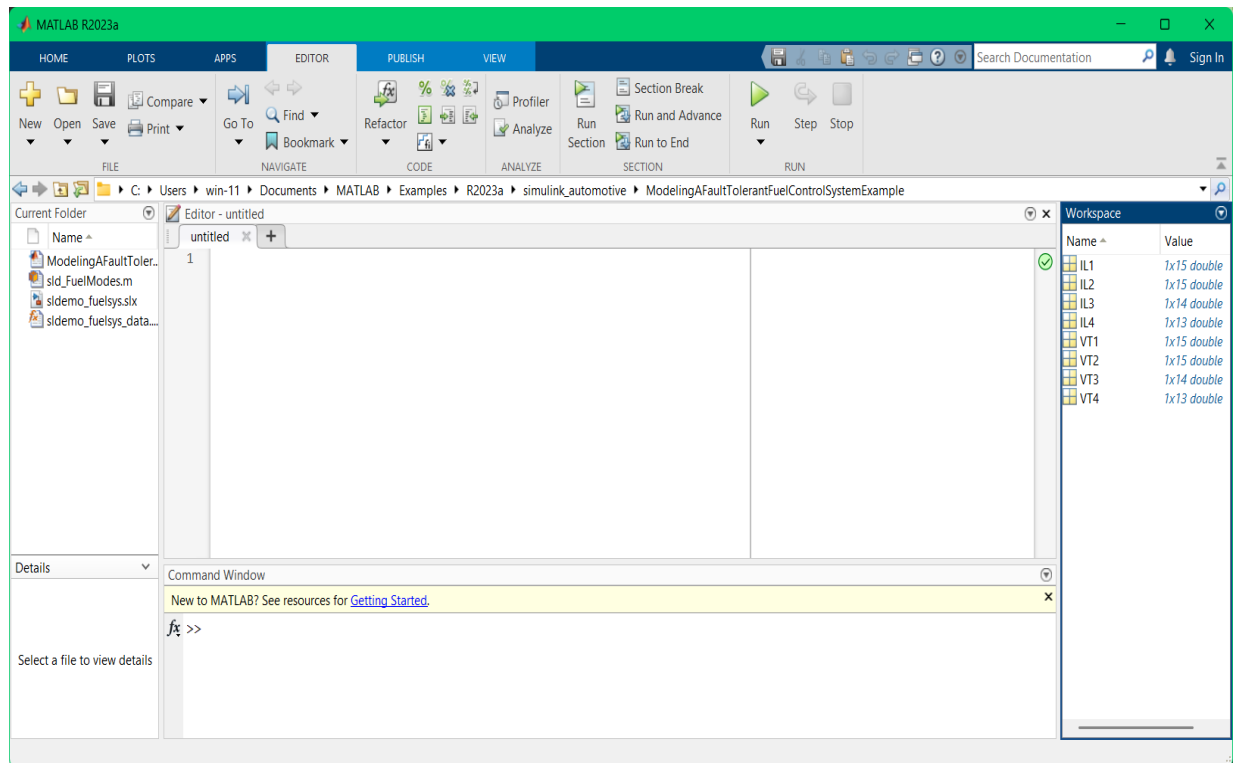 MATLAB R2023a
HOME PLOTS APPS EDITOR PUBLISH VIEW Search Documentation Sign In
New Open Save Compare Print
Go To Find Bookmark
Refactor
Profiler Analyze
Run Section Section Break Run and Advance Run to End
Run Step Stop
FILE NAVIGATE CODE ANALYZE SECTION RUN
C: Users win-11 Documents MATLAB Examples R2023a simulink_automotive ModelingAFaultTolerantFuelControlSystemExample
Current Folder
Name
ModelingAFaultToler...
sld_FuelModes.m
sldemo_fuelsys.slx
sldemo_fuelsys_data....
Details
Select a file to view details
Editor - untitled
untitled
1
Command Window
New to MATLAB? See resources for Getting Started.
fx >>
Workspace
Name Value
IL1 1x15 double
IL2 1x15 double
IL3 1x14 double
IL4 1x13 double
VT1 1x15 double
VT2 1x15 double
VT3 1x14 double
VT4 1x13 double